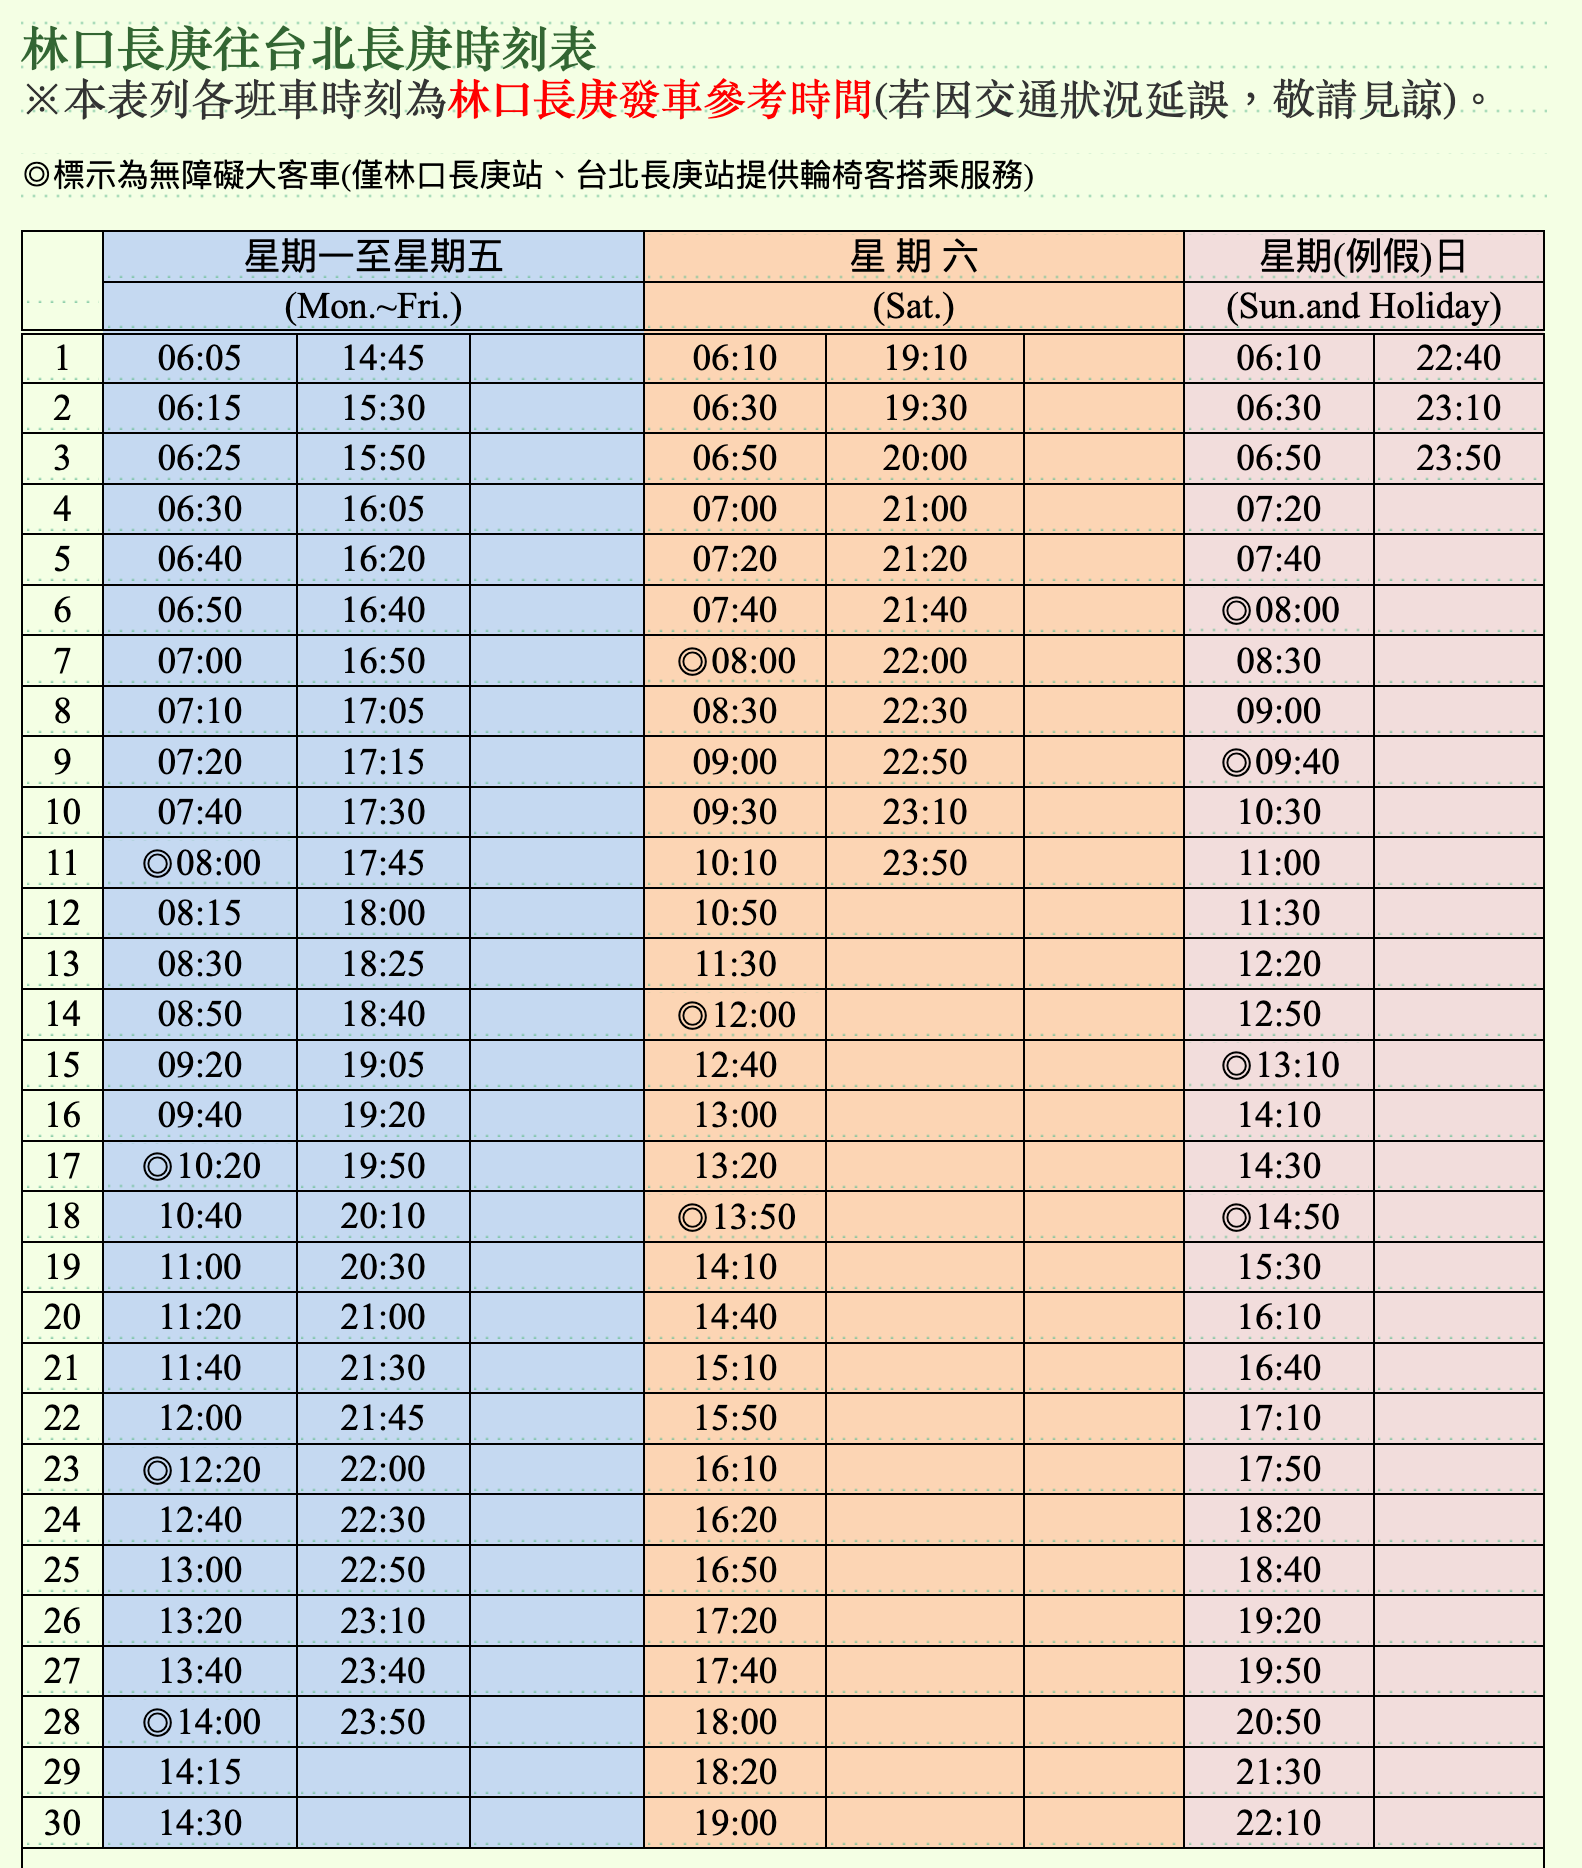 林口長庚往台北長庚時刻表
※本表列各班車時刻為林口長庚發車參考時間(若因交通狀況延誤，敬請見諒)。
◎標示為無障礙大客車(僅林口長庚站、台北長庚站提供輪椅客搭乘服務)
星期一至星期五 星 期 六 星期(例假)日
(Mon.~Fri.) (Sat.) (Sun.and Holiday)
1 06:05 14:45 06:10 19:10 06:10 22:40
2 06:15 15:30 06:30 19:30 06:30 23:10
3 06:25 15:50 06:50 20:00 06:50 23:50
4 06:30 16:05 07:00 21:00 07:20
5 06:40 16:20 07:20 21:20 07:40
6 06:50 16:40 07:40 21:40 ◎08:00
7 07:00 16:50 ◎08:00 22:00 08:30
8 07:10 17:05 08:30 22:30 09:00
9 07:20 17:15 09:00 22:50 ◎09:40
10 07:40 17:30 09:30 23:10 10:30
11 ◎08:00 17:45 10:10 23:50 11:00
12 08:15 18:00 10:50 11:30
13 08:30 18:25 11:30 12:20
14 08:50 18:40 ◎12:00 12:50
15 09:20 19:05 12:40 ◎13:10
16 09:40 19:20 13:00 14:10
17 ◎10:20 19:50 13:20 14:30
18 10:40 20:10 ◎13:50 ◎14:50
19 11:00 20:30 14:10 15:30
20 11:20 21:00 14:40 16:10
21 11:40 21:30 15:10 16:40
22 12:00 21:45 15:50 17:10
23 ◎12:20 22:00 16:10 17:50
24 12:40 22:30 16:20 18:20
25 13:00 22:50 16:50 18:40
26 13:20 23:10 17:20 19:20
27 13:40 23:40 17:40 19:50
28 ◎14:00 23:50 18:00 20:50
29 14:15 18:20 21:30
30 14:30 19:00 22:10